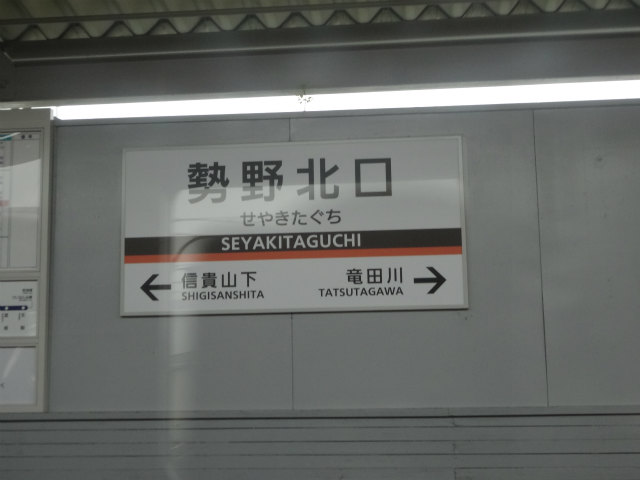 勢野北口
せやきたぐち
SEYAKITAGUCHI
← 信貴山下
SHIGISANSHITA
竜田川 →
TATSUTAGAWA